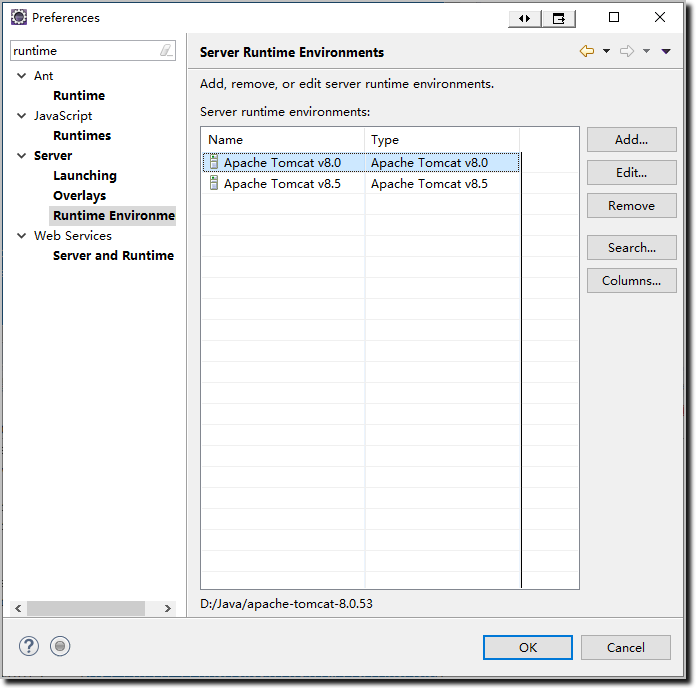 Preferences
runtime
Ant
Runtime
JavaScript
Runtimes
Server
Launching
Overlays
Runtime Environme
Web Services
Server and Runtime
Server Runtime Environments
Add, remove, or edit server runtime environments.
Server runtime environments:
Name Type
Apache Tomcat v8.0 Apache Tomcat v8.0
Apache Tomcat v8.5 Apache Tomcat v8.5
Add...
Edit...
Remove
Search...
Columns...
D:/Java/apache-tomcat-8.0.53
OK Cancel